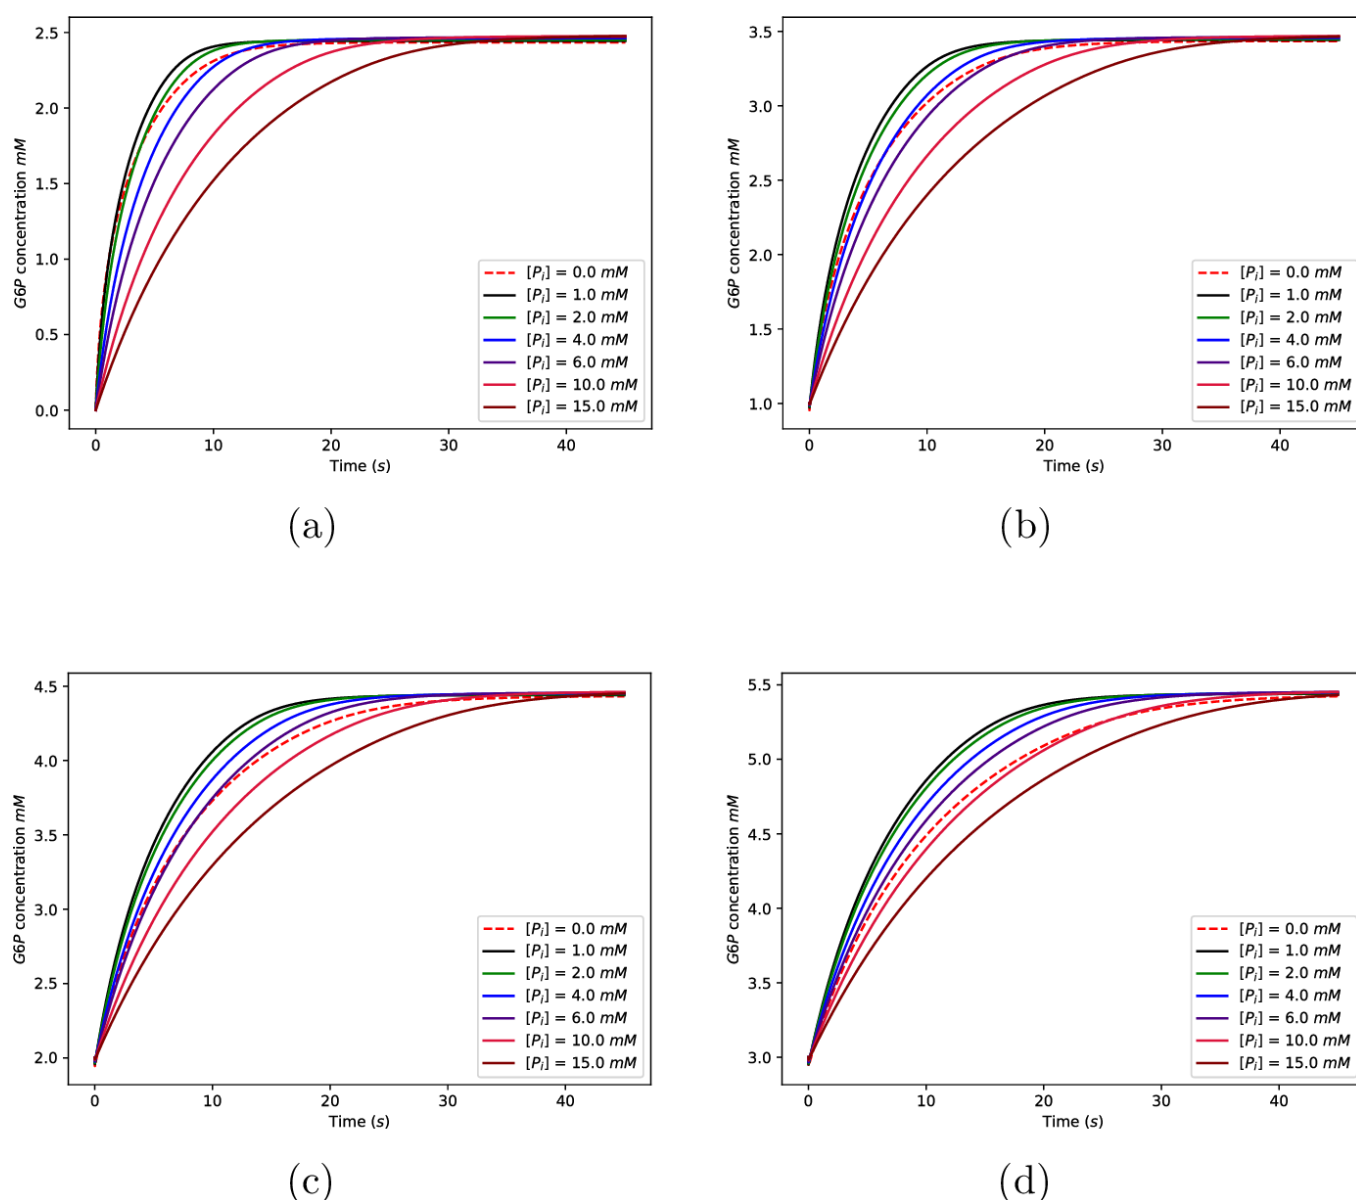 2.5
2.0
1.5
1.0
0.5
0.0
G6P concentration mM
0 10 20 30 40
Time (s)
[Pi] = 0.0 mM
[Pi] = 1.0 mM
[Pi] = 2.0 mM
[Pi] = 4.0 mM
[Pi] = 6.0 mM
[Pi] = 10.0 mM
[Pi] = 15.0 mM
(a)
3.5
3.0
2.5
2.0
1.5
1.0
G6P concentration mM
0 10 20 30 40
Time (s)
[Pi] = 0.0 mM
[Pi] = 1.0 mM
[Pi] = 2.0 mM
[Pi] = 4.0 mM
[Pi] = 6.0 mM
[Pi] = 10.0 mM
[Pi] = 15.0 mM
(b)
4.5
4.0
3.5
3.0
2.5
2.0
G6P concentration mM
0 10 20 30 40
Time (s)
[Pi] = 0.0 mM
[Pi] = 1.0 mM
[Pi] = 2.0 mM
[Pi] = 4.0 mM
[Pi] = 6.0 mM
[Pi] = 10.0 mM
[Pi] = 15.0 mM
(c)
5.5
5.0
4.5
4.0
3.5
3.0
G6P concentration mM
0 10 20 30 40
Time (s)
[Pi] = 0.0 mM
[Pi] = 1.0 mM
[Pi] = 2.0 mM
[Pi] = 4.0 mM
[Pi] = 6.0 mM
[Pi] = 10.0 mM
[Pi] = 15.0 mM
(d)